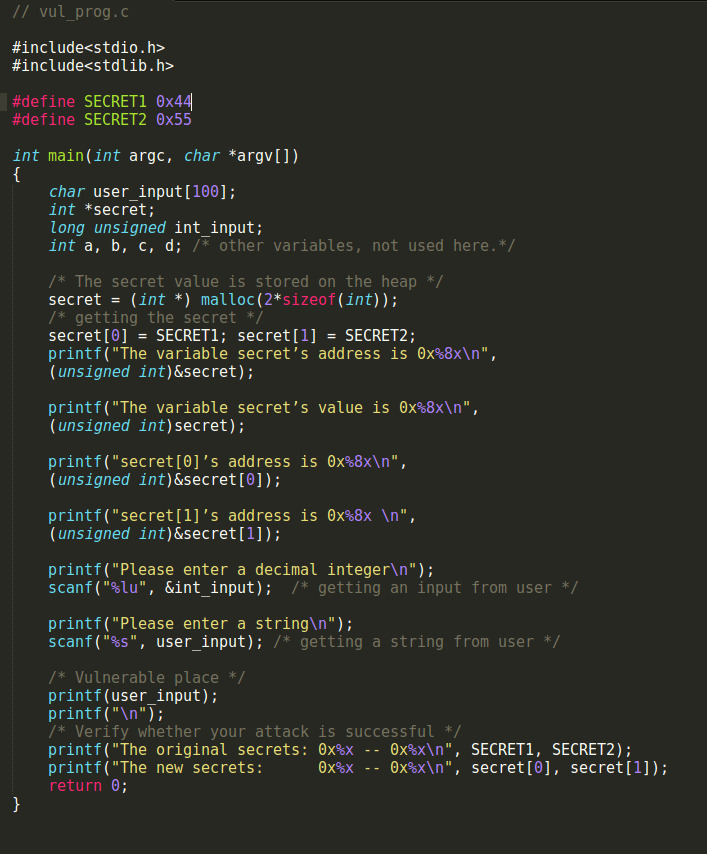 // vul_prog.c
#include<stdio.h>
#include<stdlib.h>
#define SECRET1 0x44
#define SECRET2 0x55
int main(int argc, char *argv[])
{
char user_input[100];
int *secret;
long unsigned int_input;
int a, b, c, d; /* other variables, not used here.*/
/* The secret value is stored on the heap */
secret = (int *) malloc(2*sizeof(int));
/* getting the secret */
secret[0] = SECRET1; secret[1] = SECRET2;
printf("The variable secret’s address is 0x%8x\n",
(unsigned int)&secret);
printf("The variable secret’s value is 0x%8x\n",
(unsigned int)secret);
printf("secret[0]’s address is 0x%8x\n",
(unsigned int)&secret[0]);
printf("secret[1]’s address is 0x%8x \n",
(unsigned int)&secret[1]);
printf("Please enter a decimal integer\n");
scanf("%lu", &int_input);  /* getting an input from user */
printf("Please enter a string\n");
scanf("%s", user_input); /* getting a string from user */
/* Vulnerable place */
printf(user_input);
printf("\n");
/* Verify whether your attack is successful */
printf("The original secrets: 0x%x -- 0x%x\n", SECRET1, SECRET2);
printf("The new secrets:      0x%x -- 0x%x\n", secret[0], secret[1]);
return 0;
}